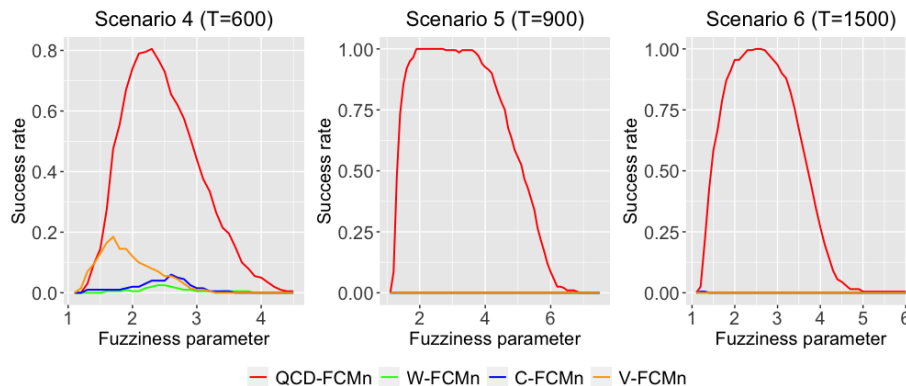 Scenario 4 (T=600)
Scenario 5 (T=900)
Scenario 6 (T=1500)
Success rate
0.8
0.6
0.4
0.2
0.0
1 2 3 4
Fuzziness parameter
Success rate
1.00
0.75
0.50
0.25
0.00
2 4 6
Fuzziness parameter
Success rate
1.00
0.75
0.50
0.25
0.00
1 2 3 4 5 6
Fuzziness parameter
QCD-FCMn W-FCMn C-FCMn V-FCMn